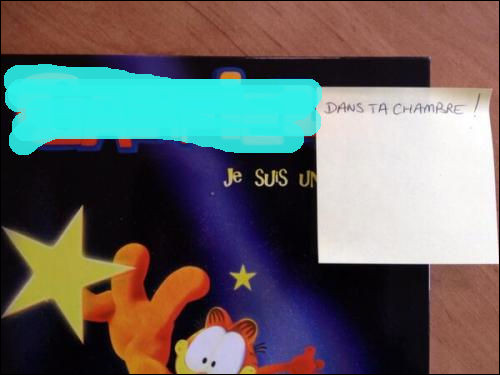 DANS TA CHAMBRE !
Je SUiS UN